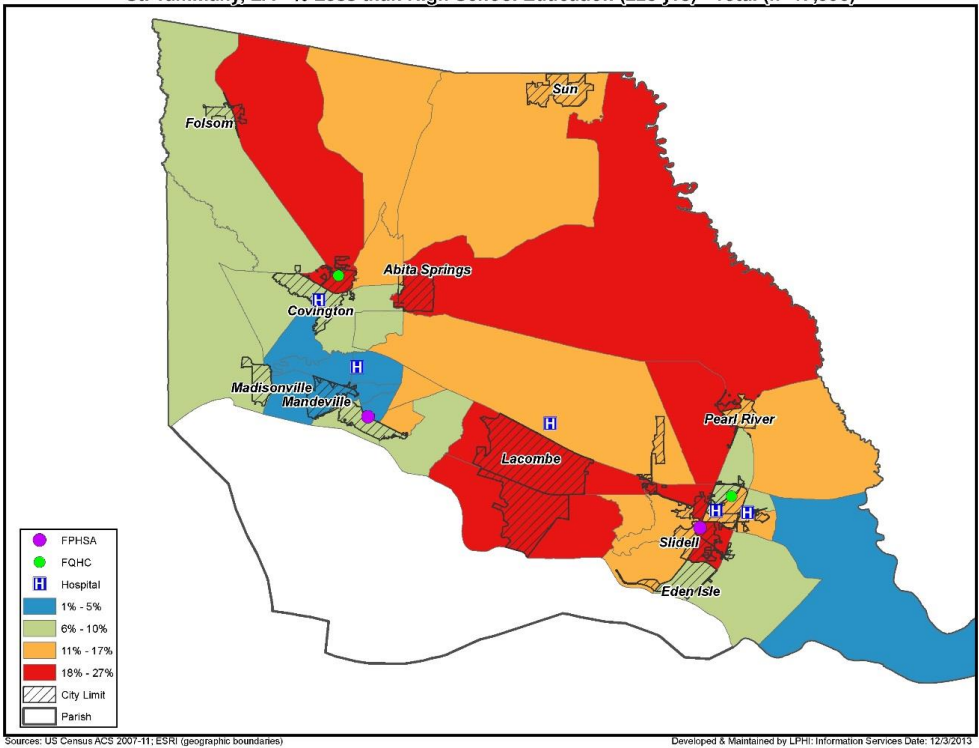 Sun
Folsom
Abita Springs
Covington
Madisonville
Mandeville
Pearl River
Lacombe
Slidell
Eden Isle
FPHSA
FQHC
H Hospital
1% - 5%
6% - 10%
11% - 17%
18% - 27%
City Limit
Parish
H
H
H
H
H
Sources: US Census ACS 2007-11; ESRI (geographic boundaries)
Developed & Maintained by LPHI: Information Services Date: 12/3/2013